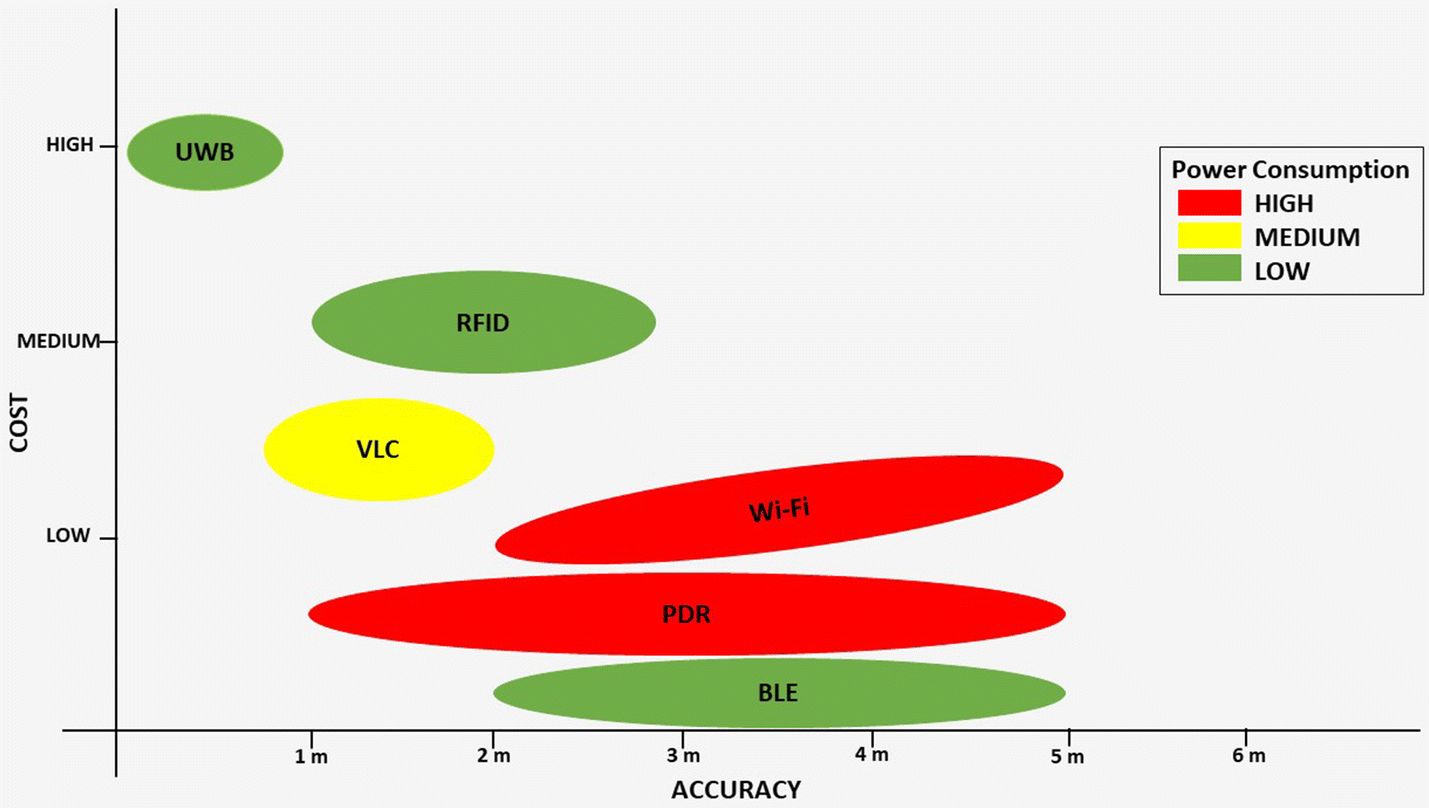 HIGH
UWB
Power Consumption
HIGH
MEDIUM
LOW
RFID
MEDIUM
COST
VLC
Wi-Fi
LOW
PDR
BLE
1 m
2 m
3 m
4 m
5 m
6 m
ACCURACY